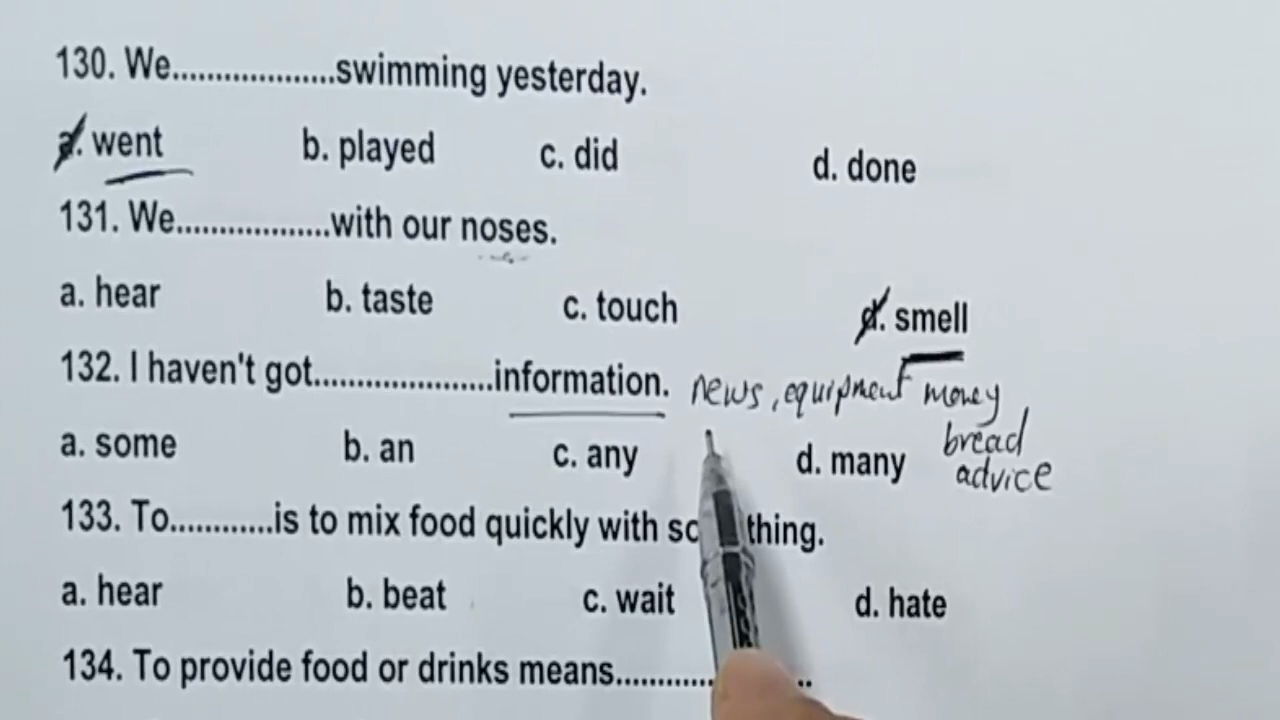 130. We...................swimming yesterday.
a. went b. played c. did d. done
131. We..................with our noses.
a. hear b. taste c. touch d. smell
132. I haven't got.....................information. news, equipment money
bread
a. some b. an c. any d. many advice
133. To............is to mix food quickly with thing.
a. hear b. beat c. wait d. hate
134. To provide food or drinks means..............